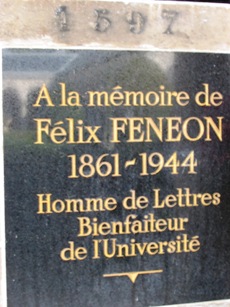 1597
A la mémoire de
Félix FENEON
1861-1944
Homme de Lettres
Bienfaiteur
de l'Université